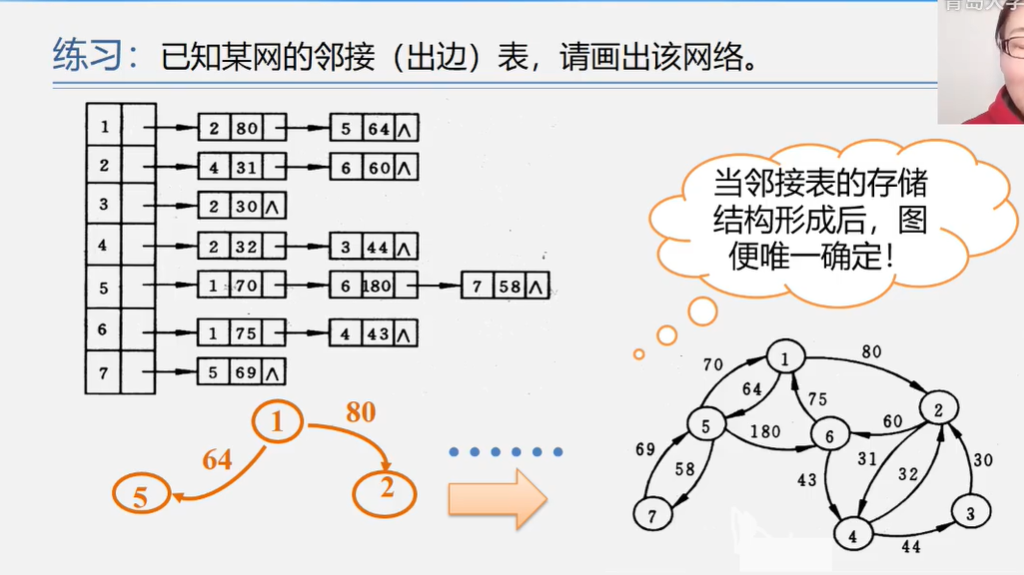 青岛大学
练习：已知某网的邻接（出边）表，请画出该网络。
1 2 80 5 64 ∧
2 4 31 6 60 ∧
3 2 30 ∧
4 2 32 3 44 ∧
5 1 70 6 180 7 58 ∧
6 1 75 4 43 ∧
7 5 69 ∧
当邻接表的存储
结构形成后，图
便唯一确定！
1 80
64
5 2
70 1 80
64 75
5 180 6 60 2
69 58 43 31 32 30
7 4 44 3